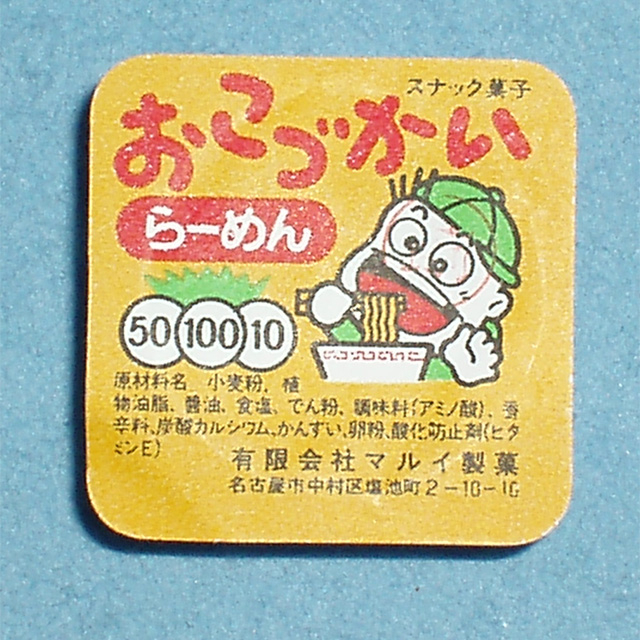 スナック菓子
おこづかい
らーめん
50 100 10
原材料名 小麦粉、植
物油脂、醤油、食塩、でん粉、調味料(アミノ酸)、香
辛料、炭酸カルシウム、かんすい、卵粉、酸化防止剤(ビタ
ミンE)
有限会社マルイ製菓
名古屋市中村区塩池町2-10-16